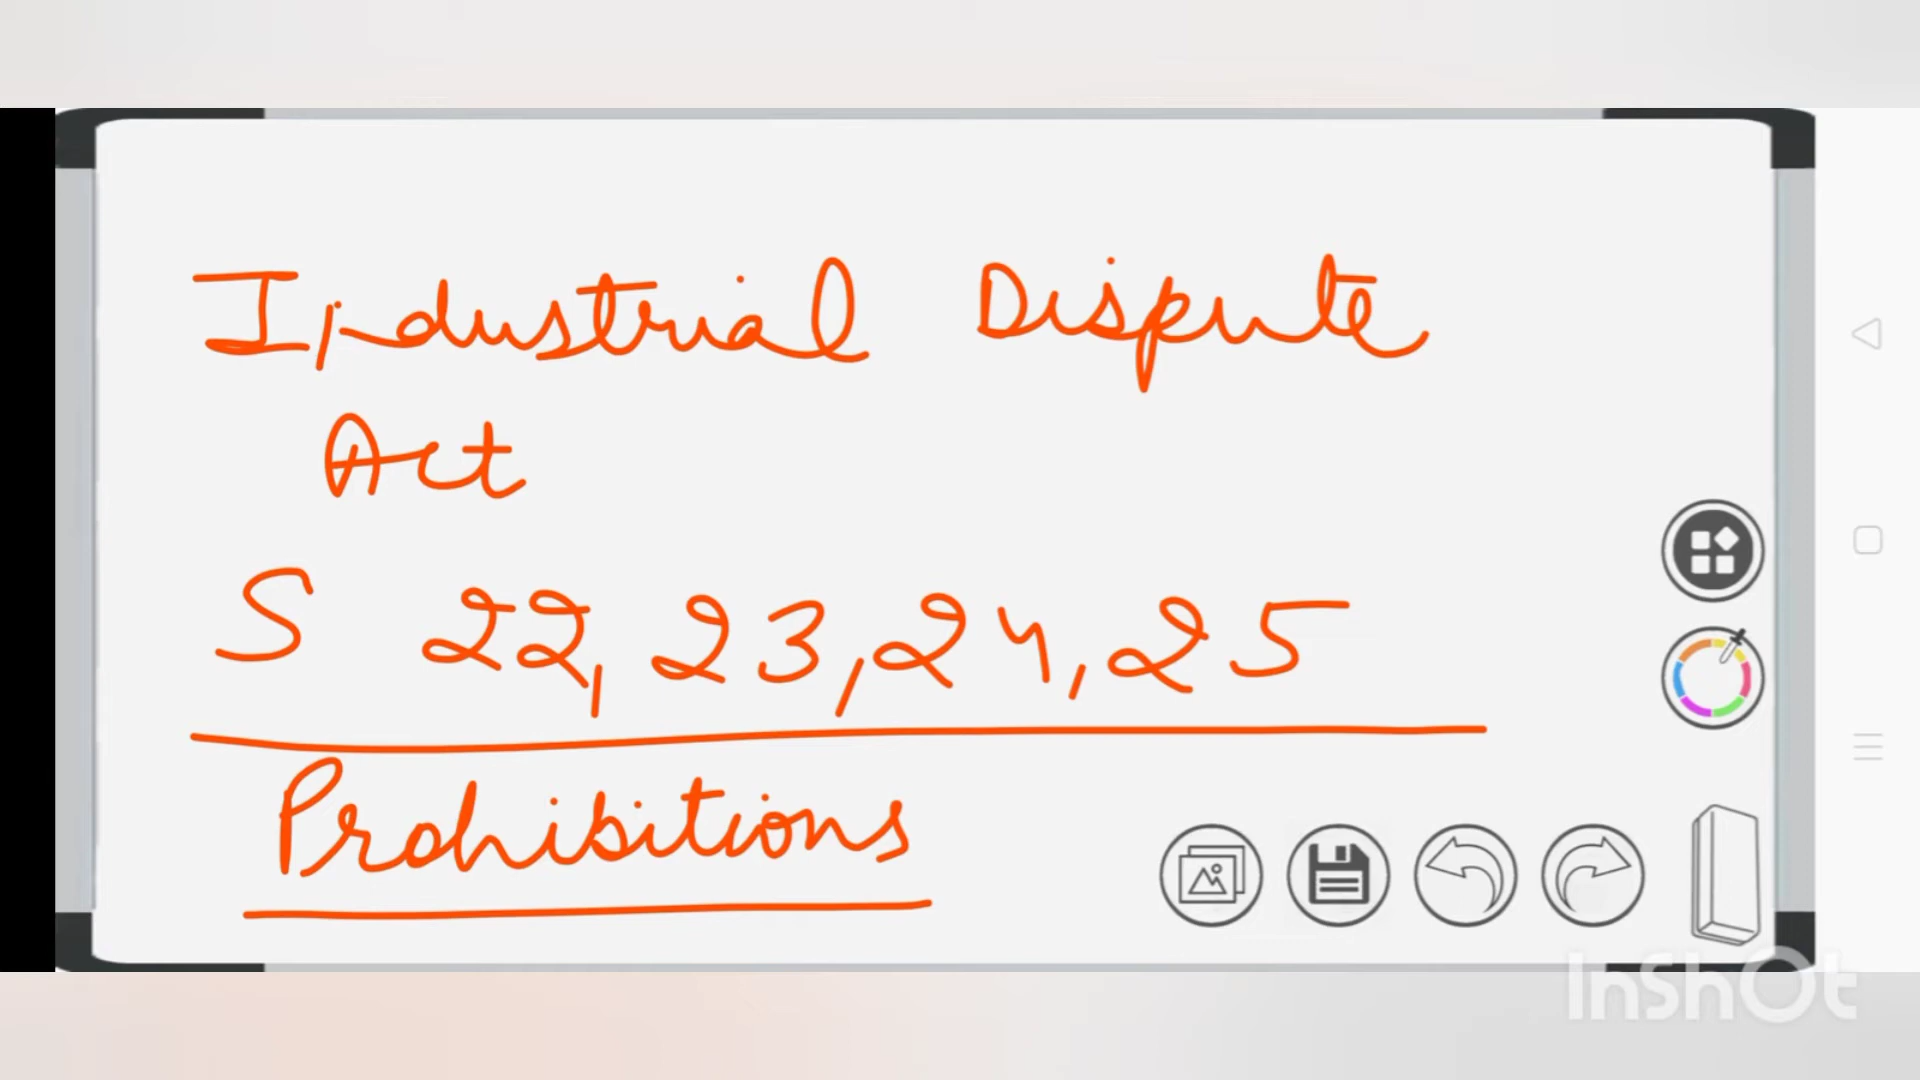 Industrial Dispute
Act
S 22, 23, 24, 25
Prohibitions
InShOt